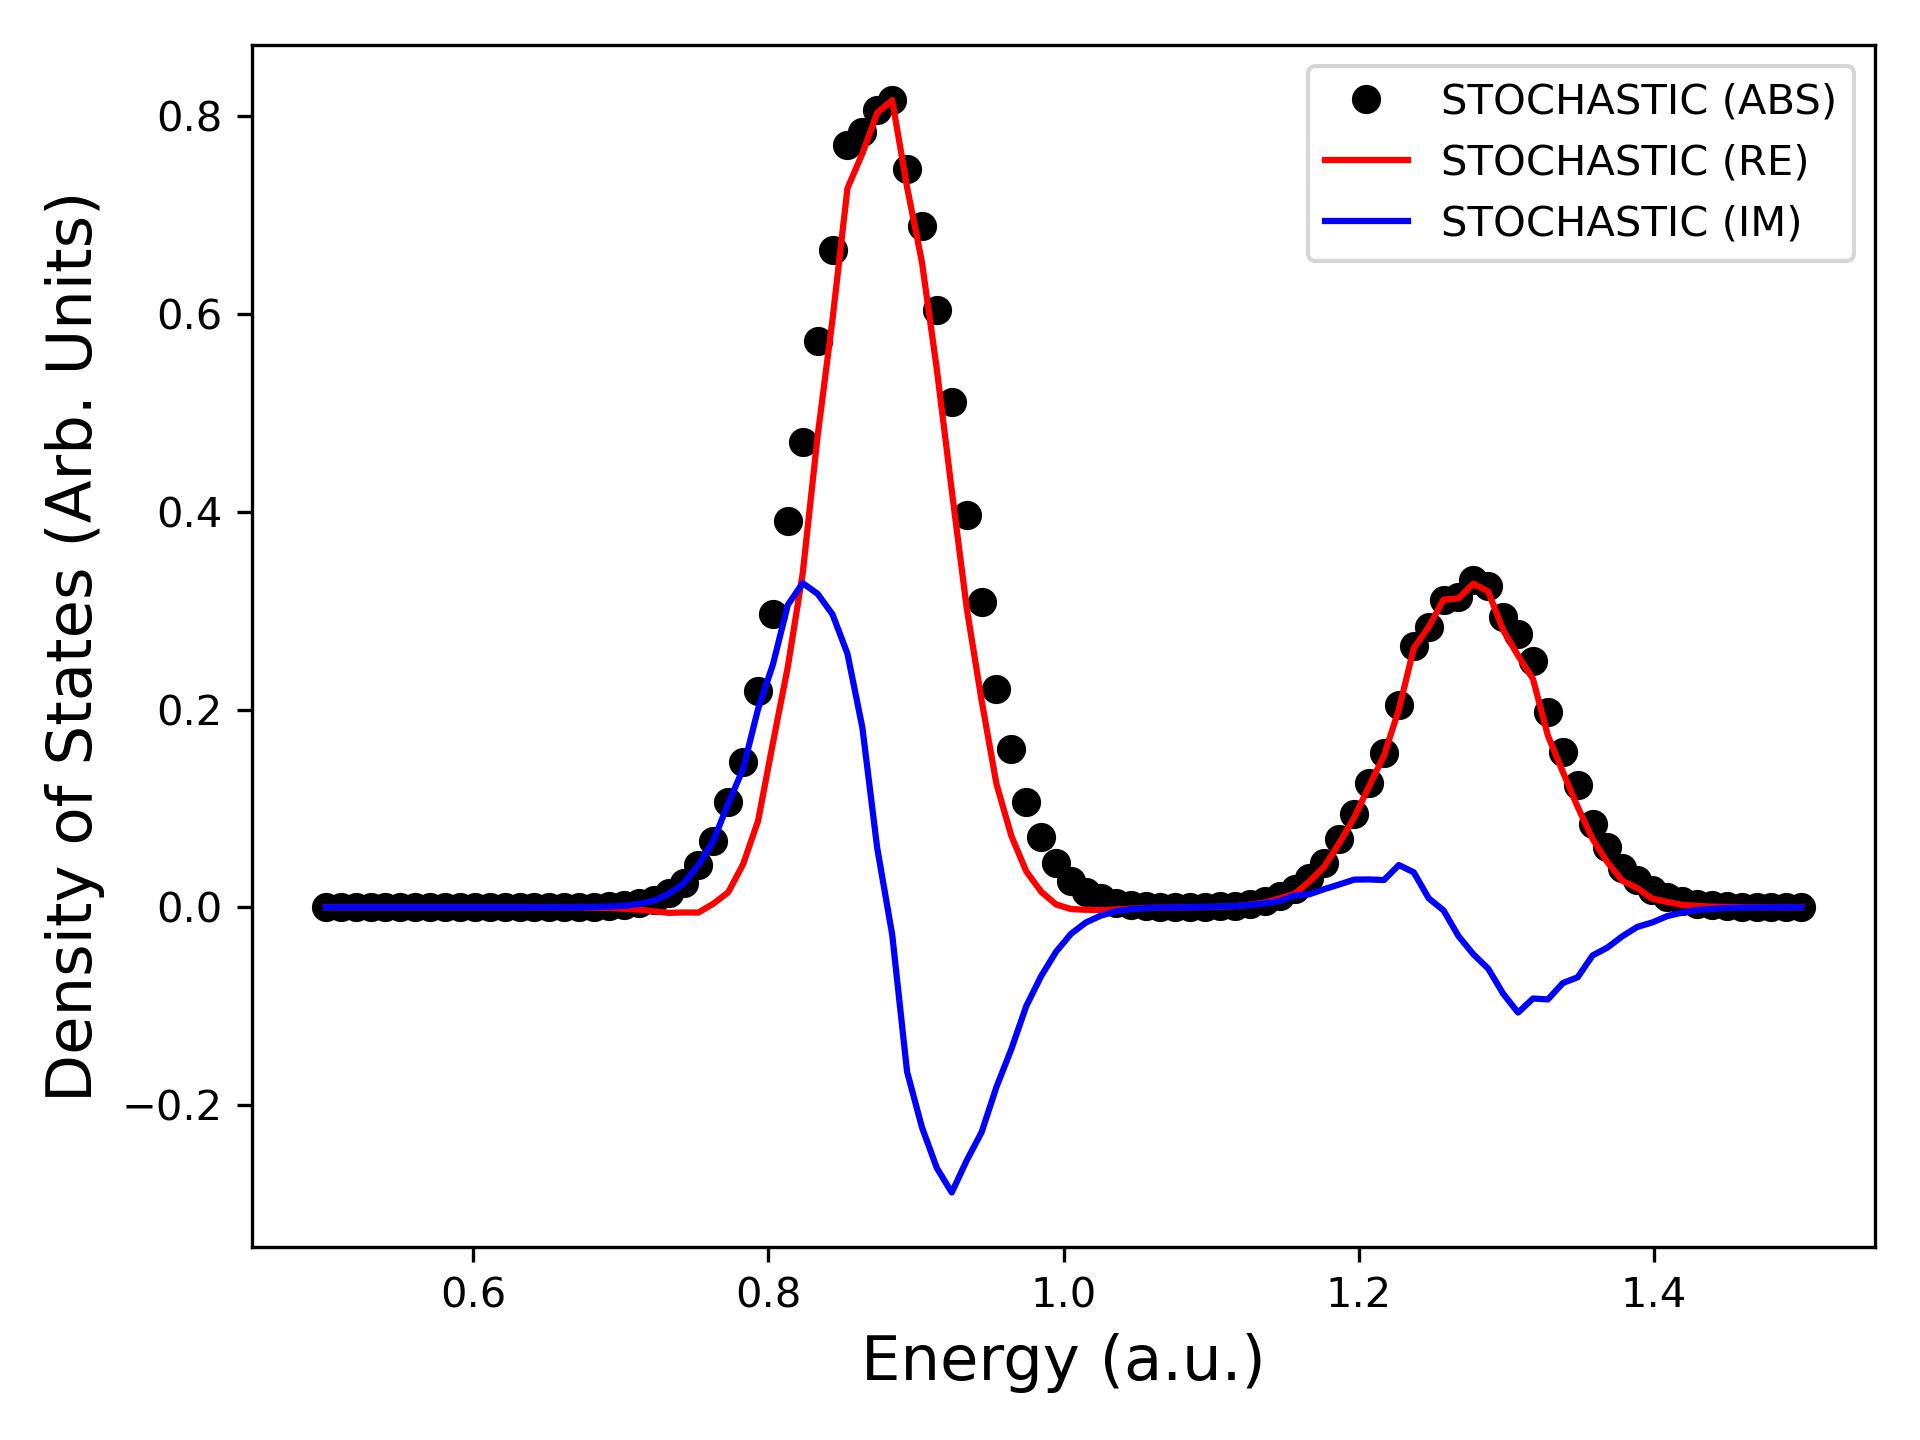 STOCHASTIC (ABS)
STOCHASTIC (RE)
STOCHASTIC (IM)
Density of States (Arb. Units)
0.8
0.6
0.4
0.2
0.0
−0.2
0.6 0.8 1.0 1.2 1.4
Energy (a.u.)